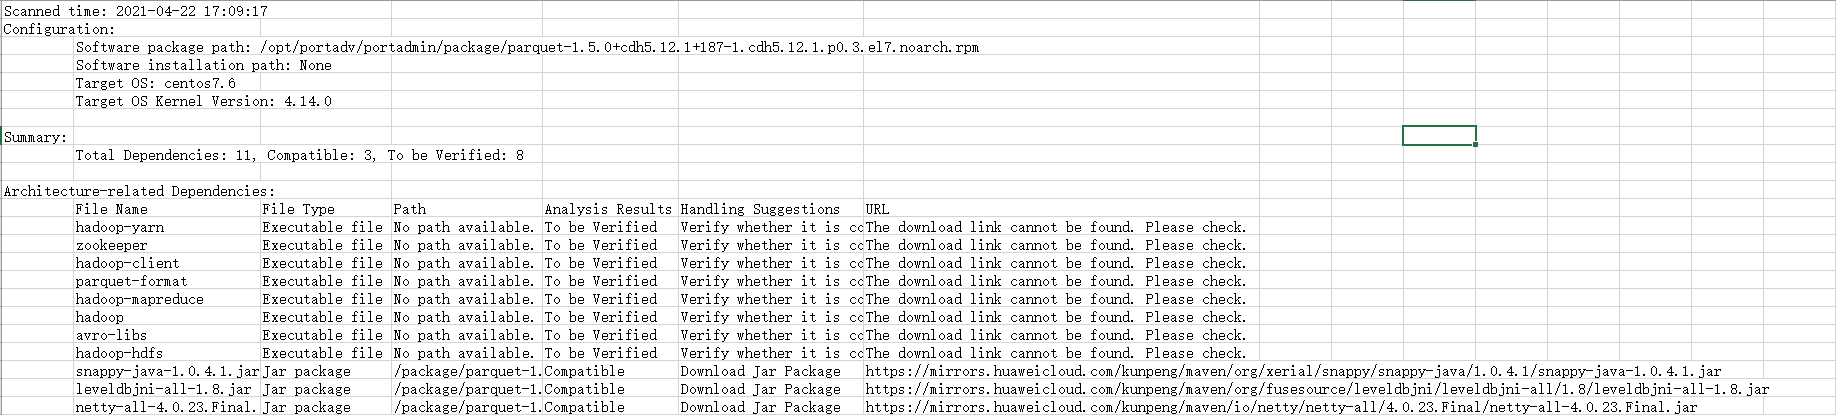 Scanned time: 2021-04-22 17:09:17
Configuration:
Software package path: /opt/portadv/portadmin/package/parquet-1.5.0+cdh5.12.1+187-1.cdh5.12.1.p0.3.el7.noarch.rpm
Software installation path: None
Target OS: centos7.6
Target OS Kernel Version: 4.14.0
Summary:
Total Dependencies: 11, Compatible: 3, To be Verified: 8
Architecture-related Dependencies:
File Name File Type Path Analysis Results Handling Suggestions URL
hadoop-yarn Executable file No path available. To be Verified Verify whether it is co The download link cannot be found. Please check.
zookeeper Executable file No path available. To be Verified Verify whether it is co The download link cannot be found. Please check.
hadoop-client Executable file No path available. To be Verified Verify whether it is co The download link cannot be found. Please check.
parquet-format Executable file No path available. To be Verified Verify whether it is co The download link cannot be found. Please check.
hadoop-mapreduce Executable file No path available. To be Verified Verify whether it is co The download link cannot be found. Please check.
hadoop Executable file No path available. To be Verified Verify whether it is co The download link cannot be found. Please check.
avro-libs Executable file No path available. To be Verified Verify whether it is co The download link cannot be found. Please check.
hadoop-hdfs Executable file No path available. To be Verified Verify whether it is co The download link cannot be found. Please check.
snappy-java-1.0.4.1.jar Jar package /package/parquet-1. Compatible Download Jar Package https://mirrors.huaweicloud.com/kunpeng/maven/org/xerial/snappy/snappy-java/1.0.4.1/snappy-java-1.0.4.1.jar
leveldbjni-all-1.8.jar Jar package /package/parquet-1. Compatible Download Jar Package https://mirrors.huaweicloud.com/kunpeng/maven/org/fusesource/leveldbjni/leveldbjni-all/1.8/leveldbjni-all-1.8.jar
netty-all-4.0.23.Final. Jar package /package/parquet-1. Compatible Download Jar Package https://mirrors.huaweicloud.com/kunpeng/maven/io/netty/netty-all/4.0.23.Final/netty-all-4.0.23.Final.jar